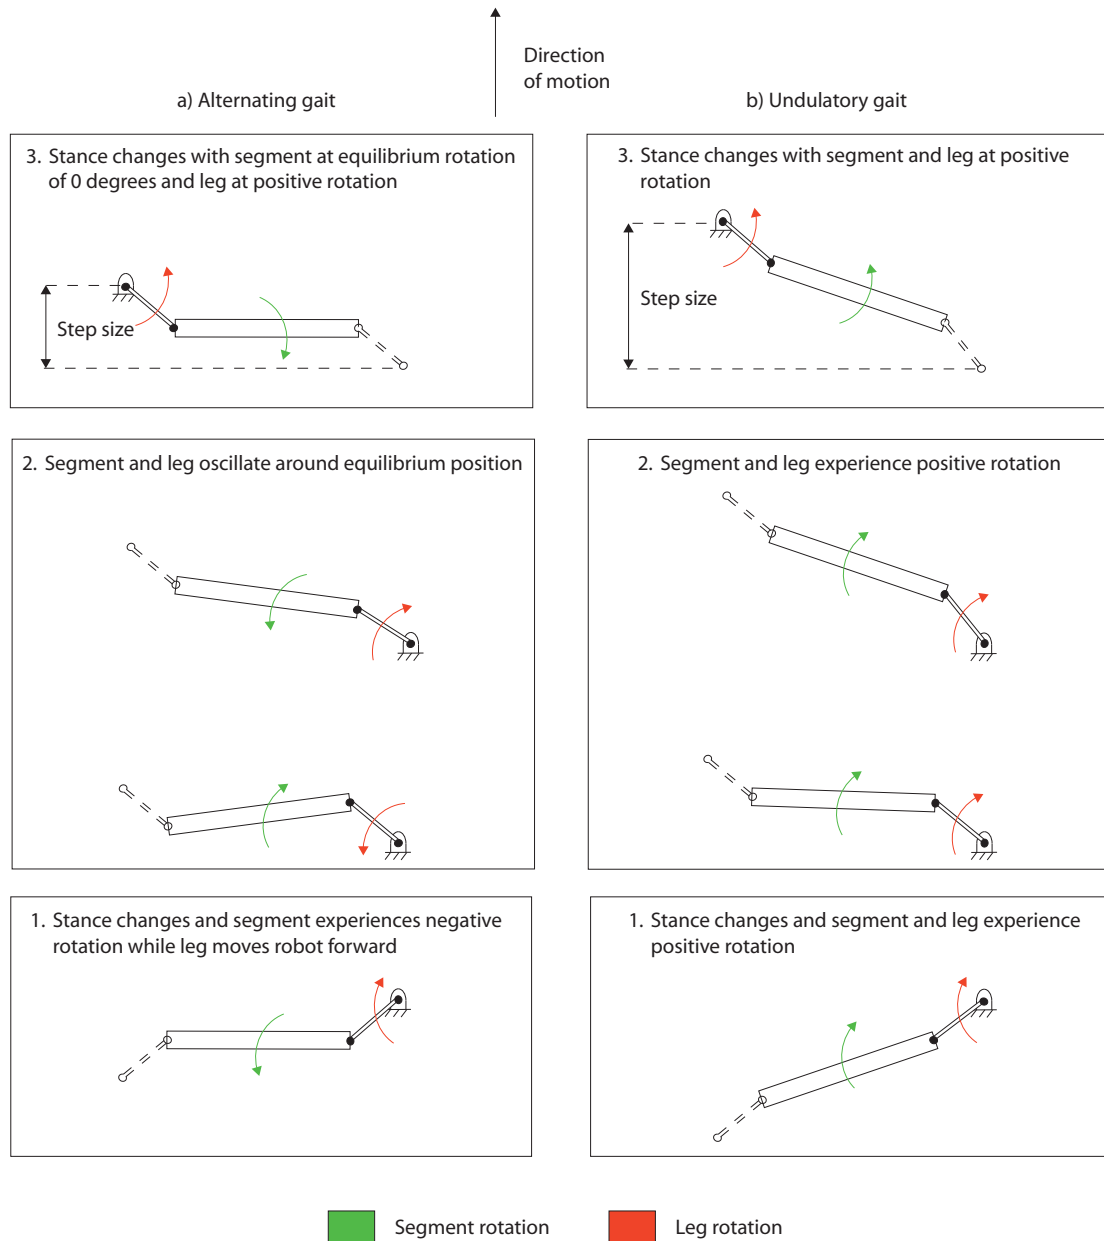 Direction
of motion
a) Alternating gait
b) Undulatory gait
3. Stance changes with segment at equilibrium rotation
of 0 degrees and leg at positive rotation
Step size
3. Stance changes with segment and leg at positive
rotation
Step size
2. Segment and leg oscillate around equilibrium position
2. Segment and leg experience positive rotation
1. Stance changes and segment experiences negative
rotation while leg moves robot forward
1. Stance changes and segment and leg experience
positive rotation
Segment rotation
Leg rotation